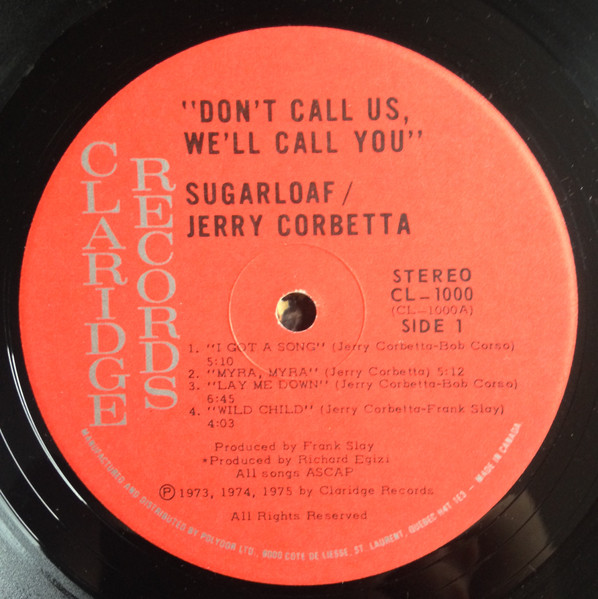 "DON'T CALL US,
WE'LL CALL YOU"
SUGARLOAF/
JERRY CORBETTA
CLARIDGE
RECORDS
STEREO
CL-1000
(CL-1000A)
SIDE 1
1. "I GOT A SONG" (Jerry Corbetta-Bob Corso)
5:10
2. "MYRA, MYRA" (Jerry Corbetta) 5:12
3. "LAY ME DOWN" (Jerry Corbetta-Bob Corso)
6:45
4. "WILD CHILD" (Jerry Corbetta-Frank Slay)
4:03
Produced by Frank Slay
*Produced by Richard Egizi
All songs ASCAP
Ⓟ 1973, 1974, 1975 by Claridge Records
All Rights Reserved
MANUFACTURED AND DISTRIBUTED BY POLYDOR LTD., 9000 COTE DE LIESSE, ST. LAURENT, QUEBEC H4T 1E3 - MADE IN CANADA.